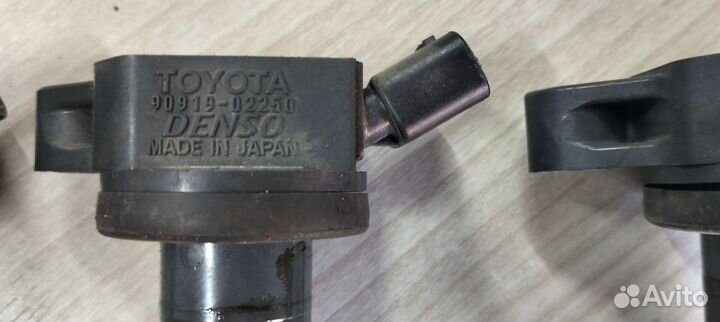 TOYOTA
90919-02250
DENSO
MADE IN JAPAN
Avito